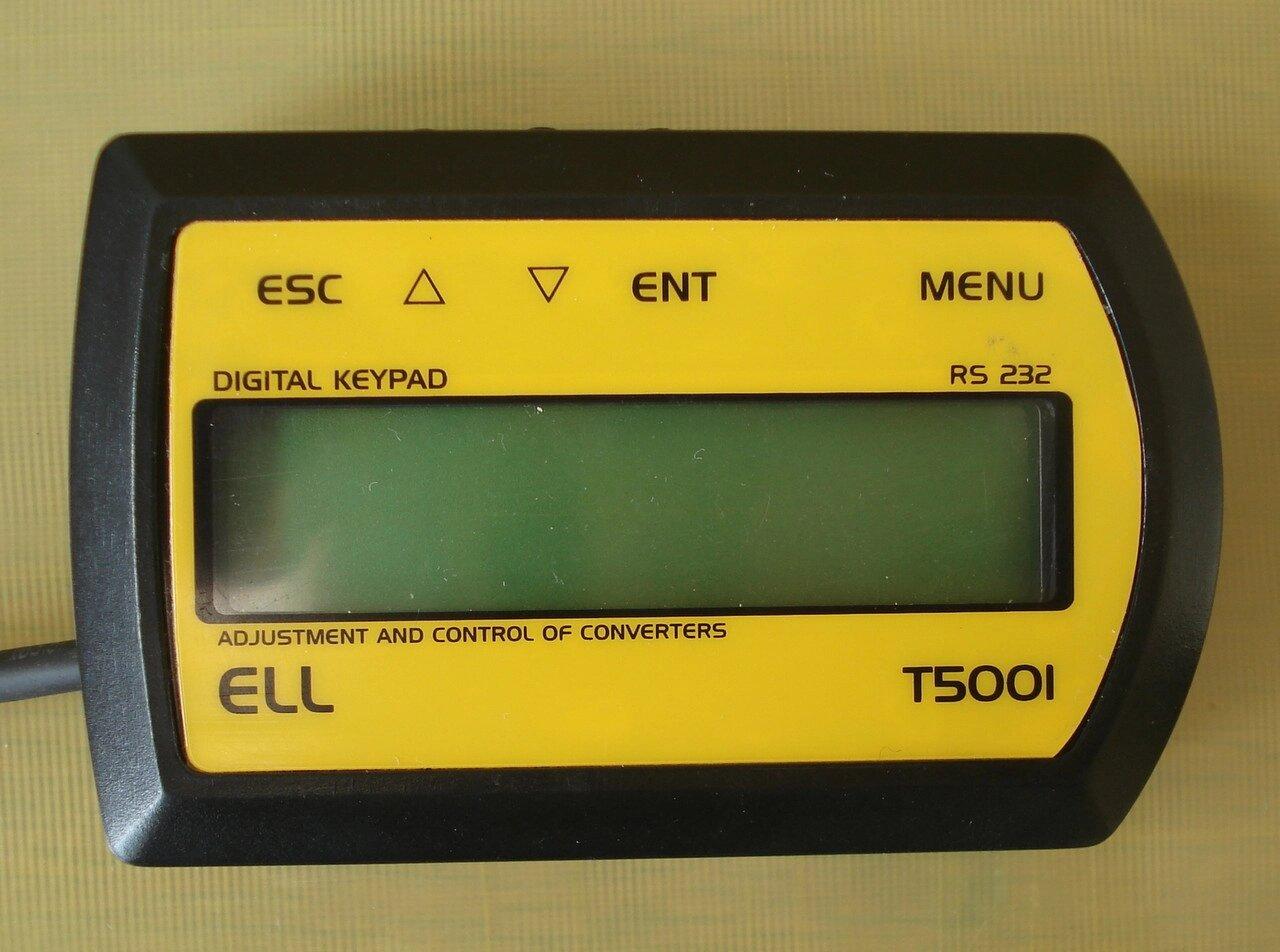 ESC △ ▽ ENT MENU
DIGITAL KEYPAD RS 232
ADJUSTMENT AND CONTROL OF CONVERTERS
ELL T5001